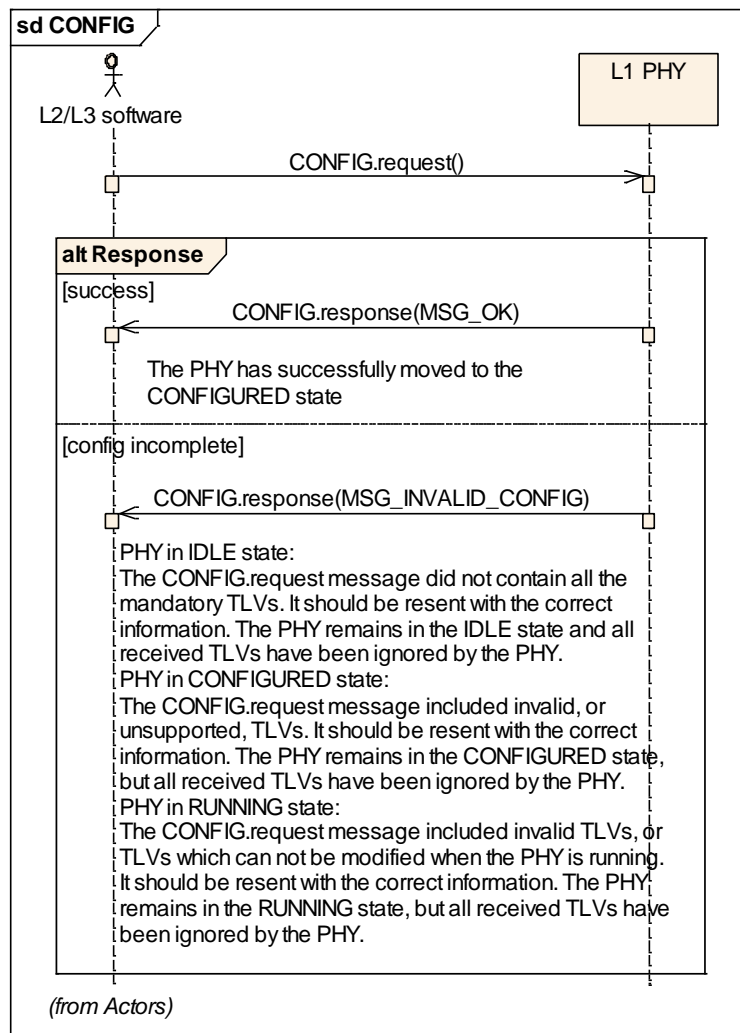 sd CONFIG
L2/L3 software
L1 PHY
CONFIG.request()
alt Response
[success]
CONFIG.response(MSG_OK)
The PHY has successfully moved to the
CONFIGURED state
[config incomplete]
CONFIG.response(MSG_INVALID_CONFIG)
PHY in IDLE state:
The CONFIG.request message did not contain all the
mandatory TLVs. It should be resent with the correct
information. The PHY remains in the IDLE state and all
received TLVs have been ignored by the PHY.
PHY in CONFIGURED state:
The CONFIG.request message included invalid, or
unsupported, TLVs. It should be resent with the correct
information. The PHY remains in the CONFIGURED state,
but all received TLVs have been ignored by the PHY.
PHY in RUNNING state:
The CONFIG.request message included invalid TLVs, or
TLVs which can not be modified when the PHY is running.
It should be resent with the correct information. The PHY
remains in the RUNNING state, but all received TLVs have
been ignored by the PHY.
(from Actors)